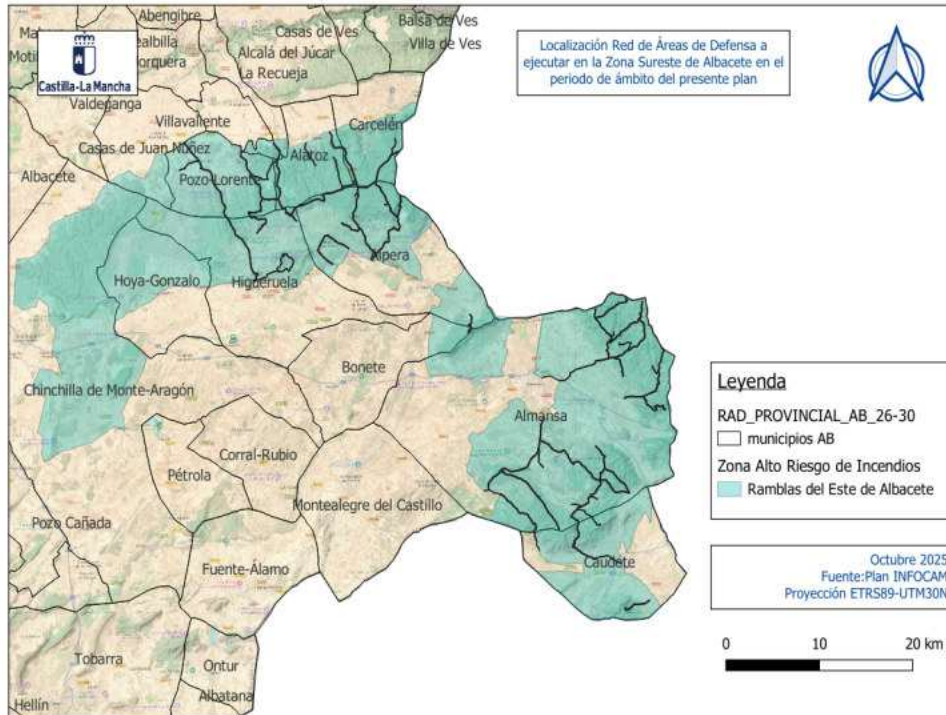 Abengibre
Casas de Ves
Balsa de Ves
Villa de Ves
Alcalá del Júcar
La Recueja
Castilla-La Mancha
Localización Red de Áreas de Defensa a
ejecutar en la Zona Sureste de Albacete en el
periodo de ámbito del presente plan
Valdeganga
Villavaliente
Carcelén
Casas de Juan Núñez
Alatoz
Albacete
Pozo-Lorente
Alpera
Hoya-Gonzalo
Higueruela
Bonete
Chinchilla de Monte-Aragón
Almansa
Corral-Rubio
Pétrola
Montealegre del Castillo
Pozo Cañada
Fuente-Álamo
Caudete
Tobarra
Ontur
Albatana
Hellín
Leyenda
RAD_PROVINCIAL_AB_26-30
municipios AB
Zona Alto Riesgo de Incendios
Ramblas del Este de Albacete
Octubre 2025
Fuente:Plan INFOCAM
Proyección ETRS89-UTM30N
0 10 20 km